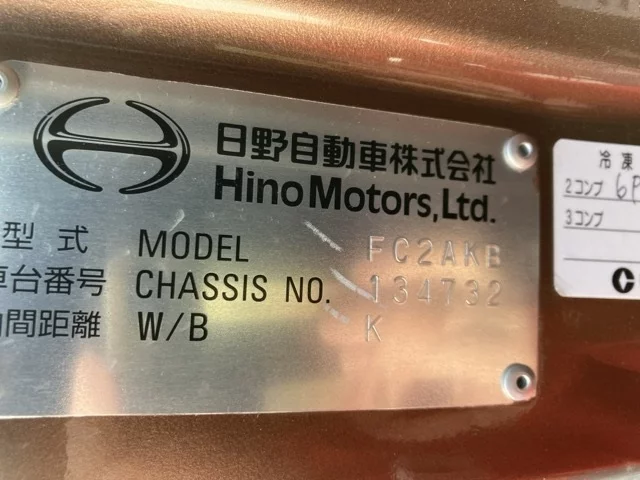 日野自動車株式会社
Hino Motors, Ltd.
型式 MODEL FC2AKB
車台番号 CHASSIS NO. 134732
間距離 W/B K
冷凍
2コンプ 6P
3コンプ